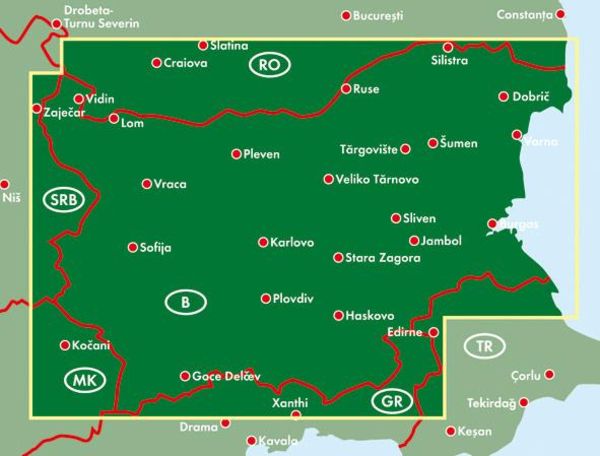 Drobeta-
Turnu Severin
București
Constanța
Slatina
Craiova
RO
Silistra
Vidin
Zaječar
Lom
Ruse
Dobrič
Varna
Pleven
Tărgovište
Šumen
Niš
SRB
Vraca
Veliko Tărnovo
Sliven
Burgas
Sofija
Karlovo
Jambol
Stara Zagora
B
Plovdiv
Haskovo
Edirne
TR
Kočani
MK
Goce Delčev
GR
Çorlu
Xanthi
Tekirdağ
Drama
Kavala
Keşan